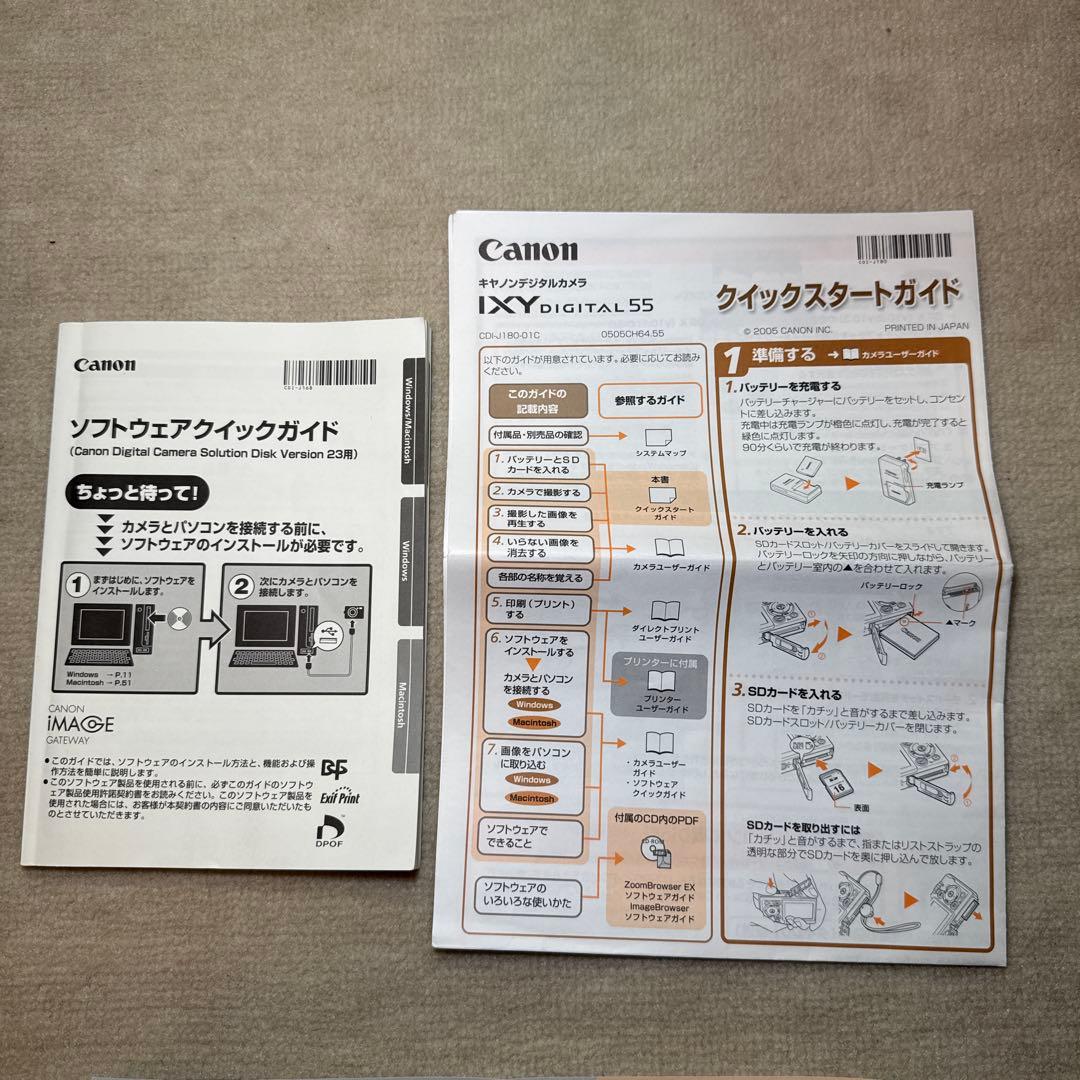 Canon
CDI-J168
ソフトウェアクイックガイド
(Canon Digital Camera Solution Disk Version 23用)
ちょっと待って!
カメラとパソコンを接続する前に、
ソフトウェアのインストールが必要です。
1 まずはじめに、ソフトウェアを
インストールします。
Windows → P.11
Macintosh → P.51
2 次にカメラとパソコンを
接続します。
CANON
iMAGE
GATEWAY
●このガイドでは、ソフトウェアのインストール方法と、機能および操
作方法を簡単に説明します。
●このソフトウェア製品を使用される前に、必ずこのガイドのソフトウ
ェア製品使用許諾契約書をお読みください。このソフトウェア製品を
使用された場合には、お客様が本契約書の内容にご同意いただいたも
のとさせていただきます。
Exif Print
DPOF
Windows/Macintosh
Windows
Macintosh
Canon
CDI-J180
キヤノンデジタルカメラ
IXY DIGITAL 55
クイックスタートガイド
CDI-J180-01C
0505CH64.55
© 2005 CANON INC.
PRINTED IN JAPAN
以下のガイドが用意されています。必要に応じてお読み
ください。
このガイドの
記載内容
参照するガイド
付属品・別売品の確認
システムマップ
1. バッテリーとSD
カードを入れる
2. カメラで撮影する
3. 撮影した画像を
再生する
4. いらない画像を
消去する
本書
クイックスタート
ガイド
各部の名称を覚える
カメラユーザーガイド
5. 印刷(プリント)
する
ダイレクトプリント
ユーザーガイド
6. ソフトウェアを
インストールする
カメラとパソコン
を接続する
Windows
Macintosh
プリンターに付属
プリンター
ユーザーガイド
7. 画像をパソコン
に取り込む
Windows
Macintosh
・カメラユーザー
ガイド
・ソフトウェア
クイックガイド
ソフトウェアで
できること
ソフトウェアの
いろいろな使いかた
付属のCD内のPDF
CD-ROM
ZoomBrowser EX
ソフトウェアガイド
ImageBrowser
ソフトウェアガイド
1 準備する → カメラユーザーガイド
1. バッテリーを充電する
バッテリーチャージャーにバッテリーをセットし、コンセン
トに差し込みます。
充電中は充電ランプが橙色に点灯し、充電が完了すると
緑色に点灯します。
90分くらいで充電が終わります。
充電ランプ
2. バッテリーを入れる
SDカードスロット/バッテリーカバーをスライドして開きます。
バッテリーロックを矢印の方向に押しながら、バッテリー
とバッテリー室内の▲を合わせて入れます。
バッテリーロック
▲マーク
3. SDカードを入れる
SDカードを「カチッ」と音がするまで差し込みます。
SDカードスロット/バッテリーカバーを閉じます。
16
表面
SDカードを取り出すには
「カチッ」と音がするまで、指またはリストストラップの
透明な部分でSDカードを奥に押し込んで放します。